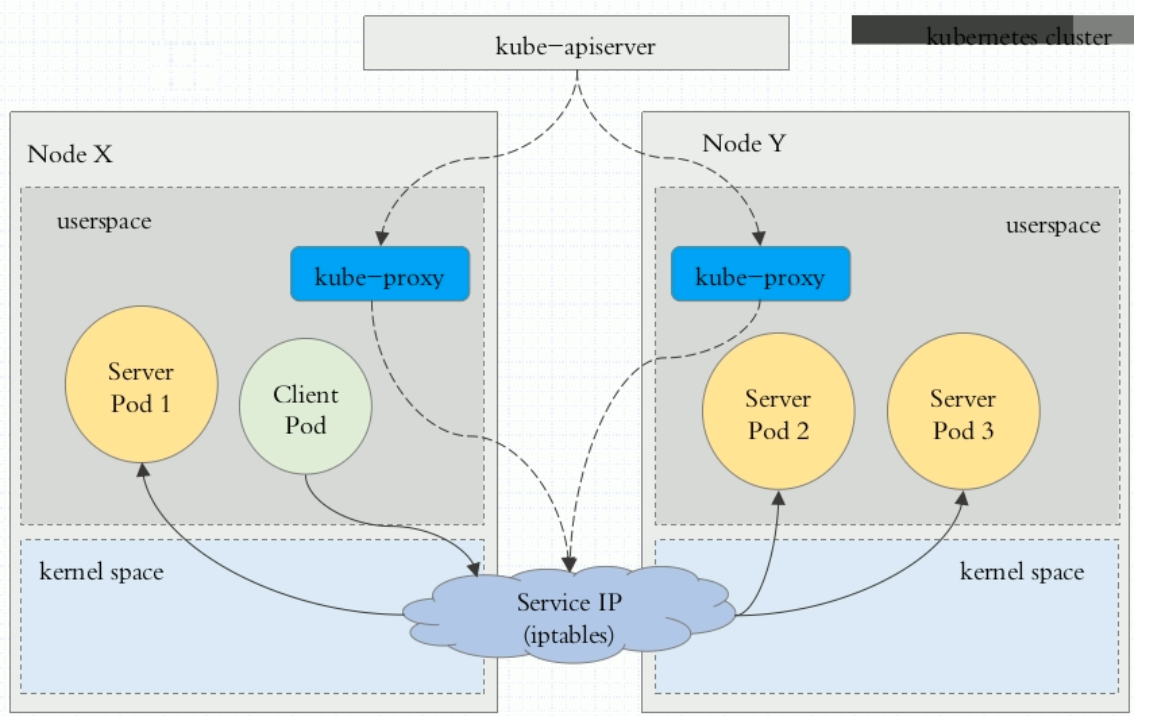 kube-apiserver
kubernetes cluster
Node X
Node Y
userspace
userspace
kube-proxy
kube-proxy
Server
Pod 1
Client
Pod
Server
Pod 2
Server
Pod 3
kernel space
kernel space
Service IP
(iptables)